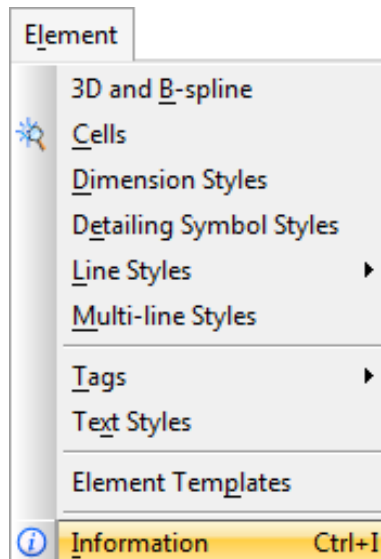 Element
3D and B-spline
Cells
Dimension Styles
Detailing Symbol Styles
Line Styles
Multi-line Styles
Tags
Text Styles
Element Templates
Information Ctrl+I